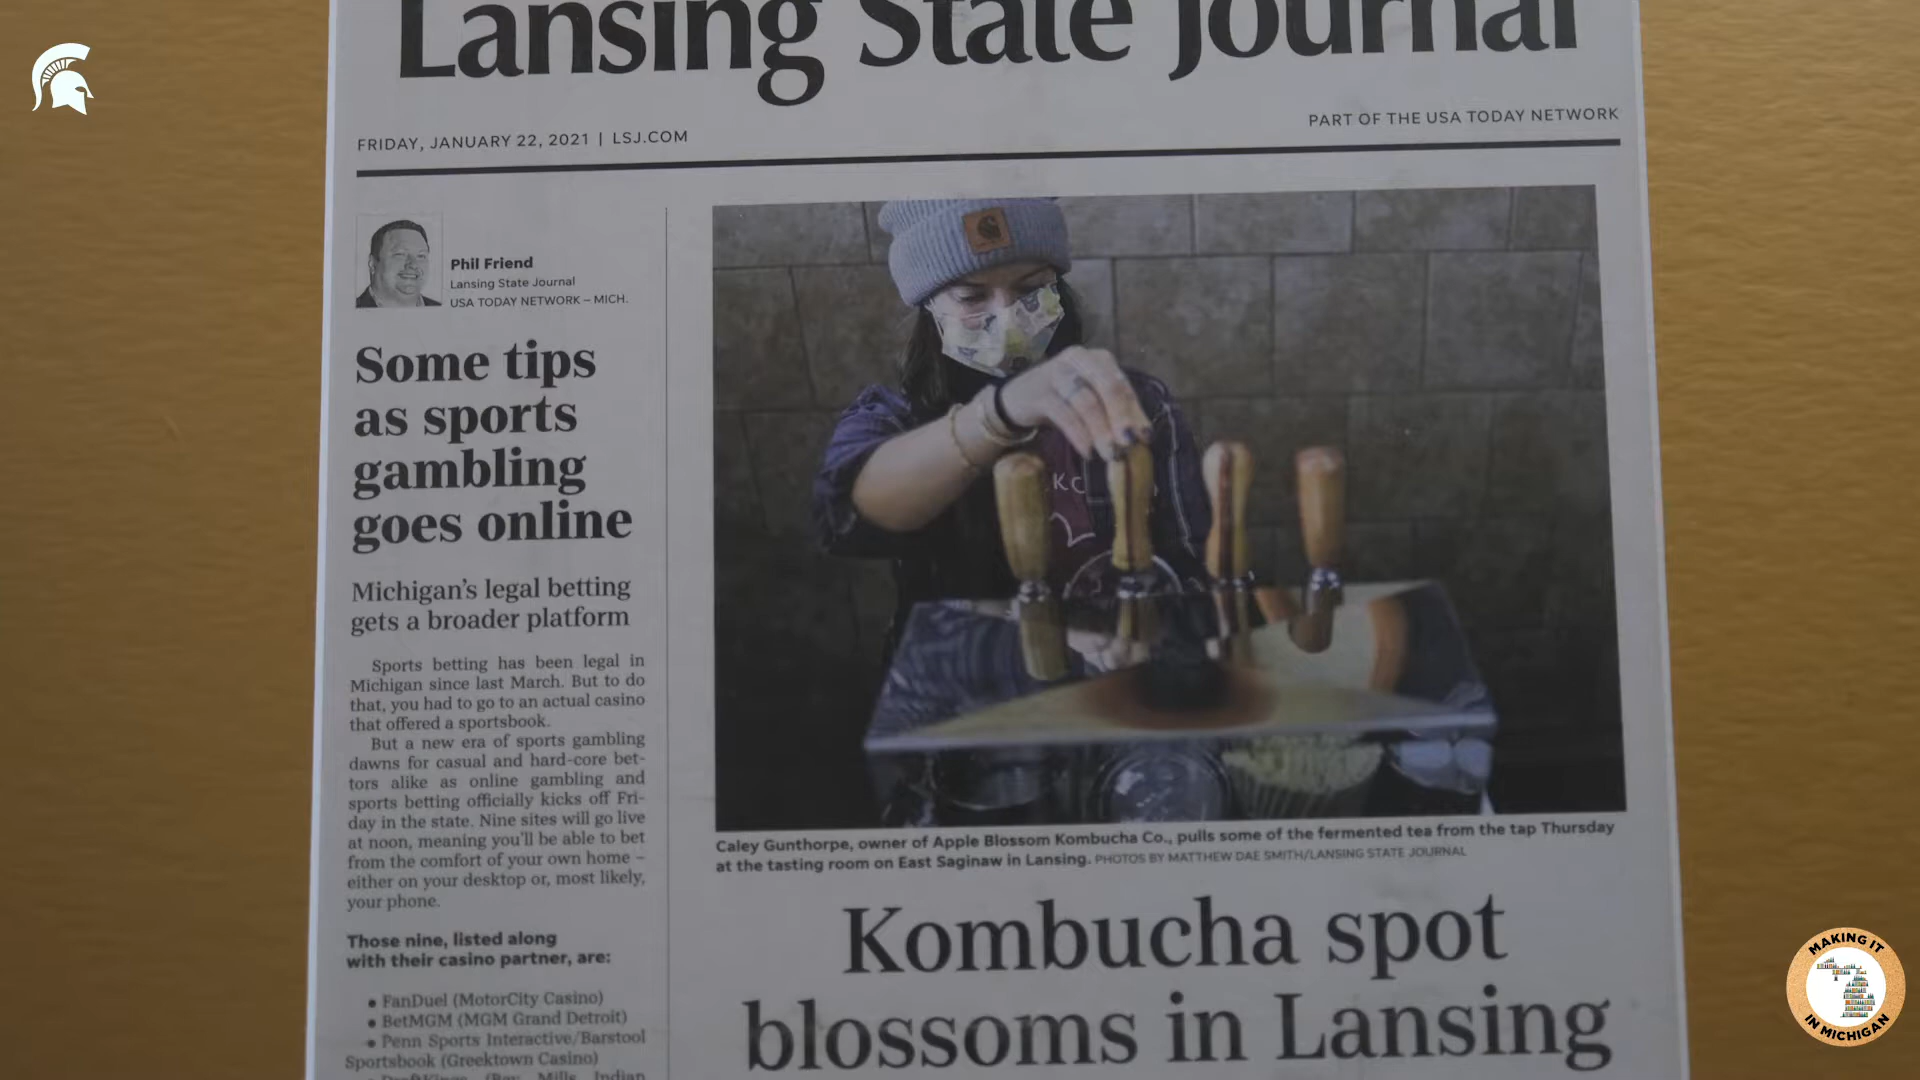 Lansing State Journal
FRIDAY, JANUARY 22, 2021 | LSJ.COM
PART OF THE USA TODAY NETWORK
Phil Friend
Lansing State Journal
USA TODAY NETWORK – MICH.
Some tips
as sports
gambling
goes online
Michigan's legal betting
gets a broader platform
Sports betting has been legal in
Michigan since last March. But to do
that, you had to go to an actual casino
that offered a sportsbook.
But a new era of sports gambling
dawns for casual and hard-core bet-
tors alike as online gambling and
sports betting officially kicks off Fri-
day in the state. Nine sites will go live
at noon, meaning you'll be able to bet
from the comfort of your own home –
either on your desktop or, most likely,
your phone.
Those nine, listed along
with their casino partner, are:
● FanDuel (MotorCity Casino)
● BetMGM (MGM Grand Detroit)
● Penn Sports Interactive/Barstool
Sportsbook (Greektown Casino)
● DraftKings (Bay Mills Indian
KC
Caley Gunthorpe, owner of Apple Blossom Kombucha Co., pulls some of the fermented tea from the tap Thursday
at the tasting room on East Saginaw in Lansing. PHOTOS BY MATTHEW DAE SMITH/LANSING STATE JOURNAL
Kombucha spot
blossoms in Lansing
MAKING IT
IN MICHIGAN